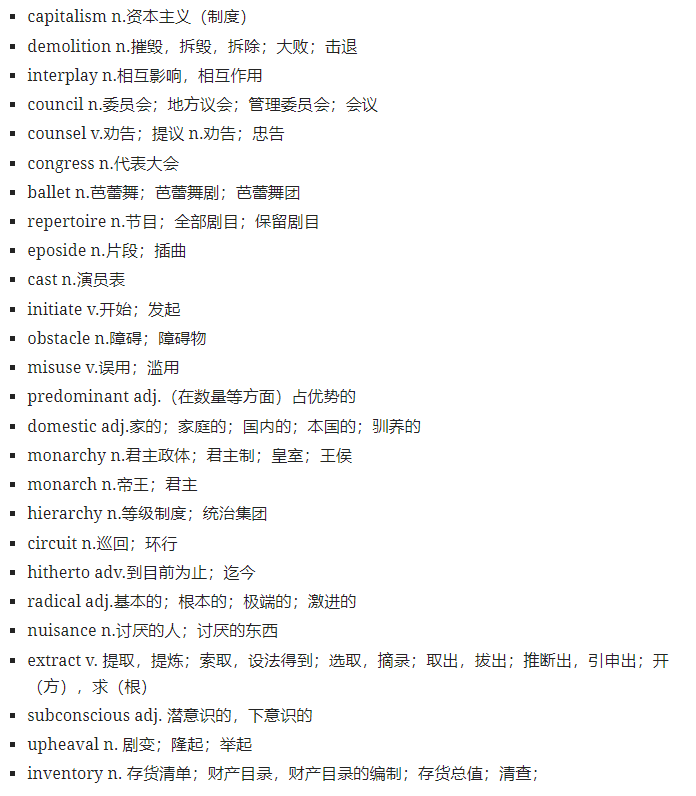 capitalism n.资本主义（制度）
demolition n.摧毁，拆毁，拆除；大败；击退
interplay n.相互影响，相互作用
council n.委员会；地方议会；管理委员会；会议
counsel v.劝告；提议 n.劝告；忠告
congress n.代表大会
ballet n.芭蕾舞；芭蕾舞剧；芭蕾舞团
repertoire n.节目；全部剧目；保留剧目
eposide n.片段；插曲
cast n.演员表
initiate v.开始；发起
obstacle n.障碍；障碍物
misuse v.误用；滥用
predominant adj.（在数量等方面）占优势的
domestic adj.家的；家庭的；国内的；本国的；驯养的
monarchy n.君主政体；君主制；皇室；王侯
monarch n.帝王；君主
hierarchy n.等级制度；统治集团
circuit n.巡回；环行
hitherto adv.到目前为止；迄今
radical adj.基本的；根本的；极端的；激进的
nuisance n.讨厌的人；讨厌的东西
extract v. 提取，提炼；索取，设法得到；选取，摘录；取出，拔出；推断出，引申出；开
（方），求（根）
subconscious adj. 潜意识的，下意识的
upheaval n. 剧变；隆起；举起
inventory n. 存货清单；财产目录，财产目录的编制；存货总值；清查；